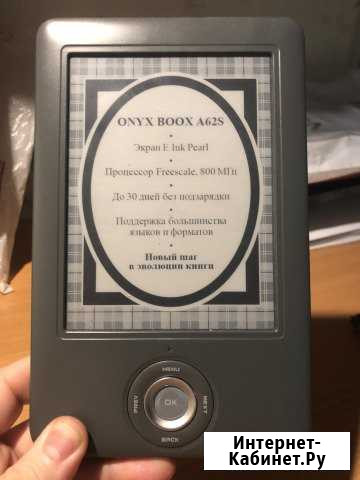 ONYX BOOX A62S
•
Экран E Ink Pearl
•
Процессор Freescale, 800 МГц
•
До 30 дней без подзарядки
•
Поддержка большинства
языков и форматов
•
Новый шаг
в эволюции книги
MENU
PREV
OK
NEXT
BACK
Интернет-
Кабинет.Ру